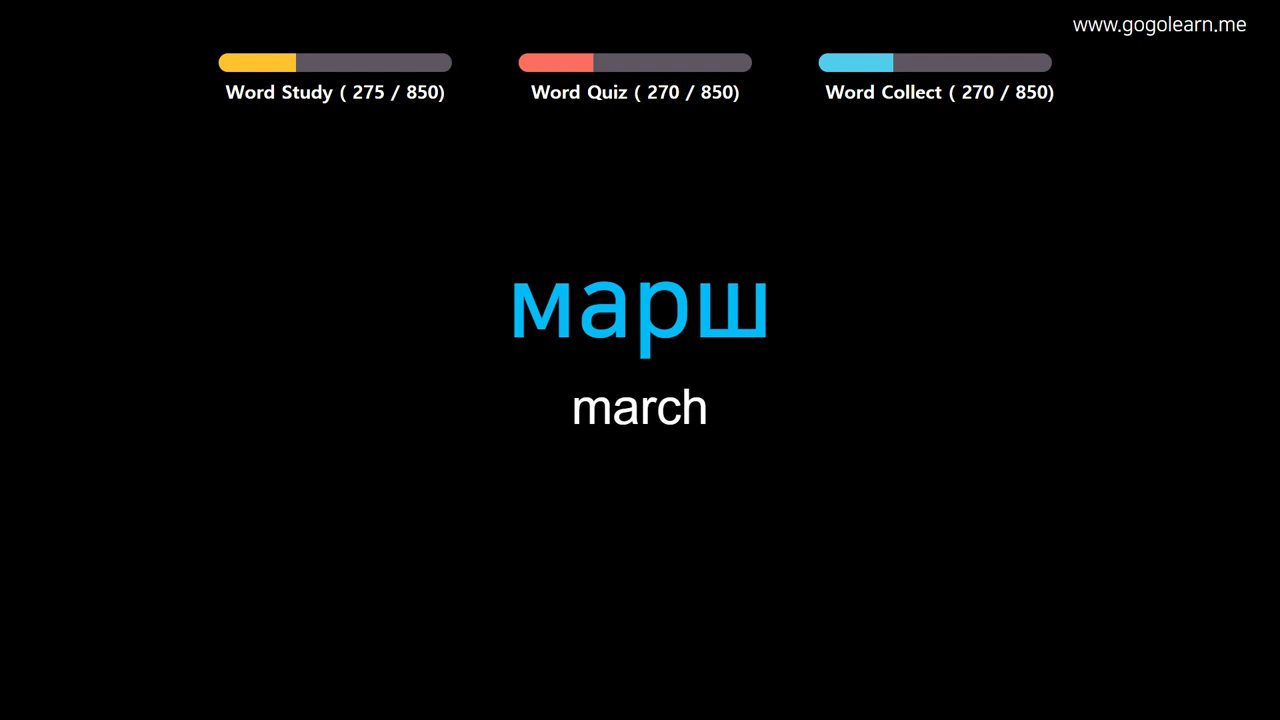 www.gogolearn.me
Word Study ( 275 / 850)
Word Quiz ( 270 / 850)
Word Collect ( 270 / 850)
марш
march